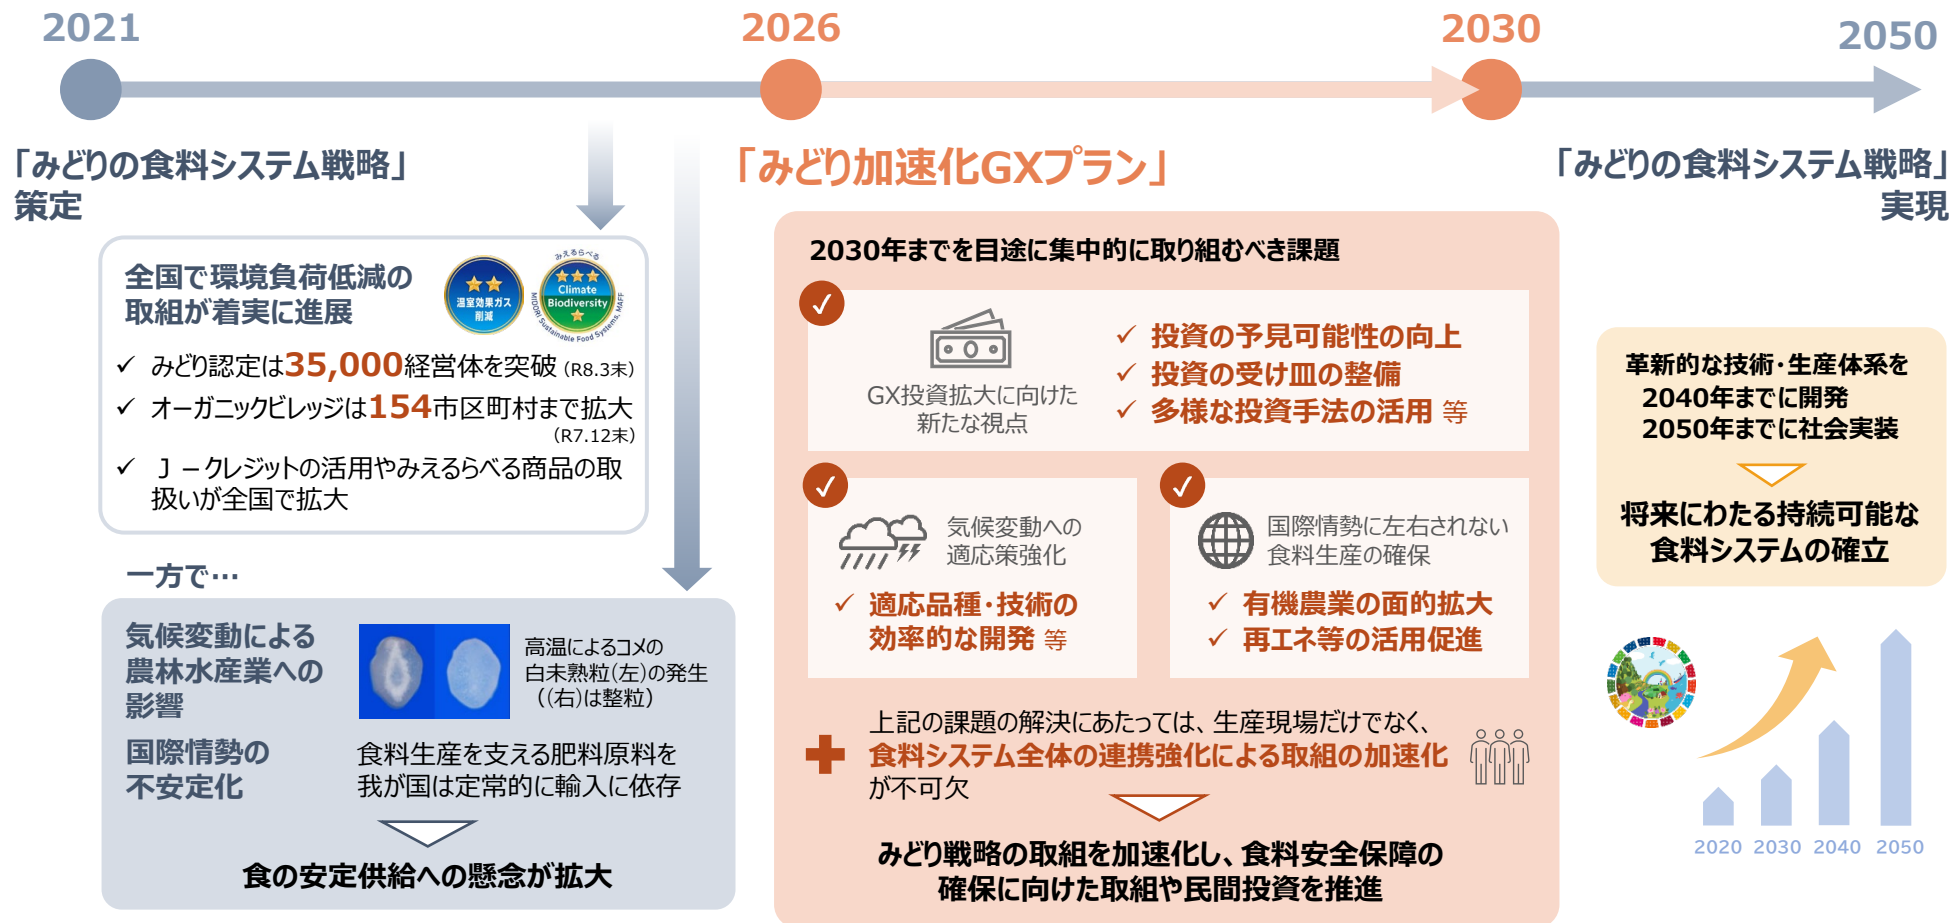 2021
2026
2030
2050
「みどりの食料システム戦略」
策定
「みどり加速化GXプラン」
「みどりの食料システム戦略」
実現
全国で環境負荷低減の
取組が着実に進展
温室効果ガス
削減
みえるらべる
Climate
Biodiversity
MIDORI Sustainable Food Systems, MAFF
✓ みどり認定は35,000経営体を突破 (R8.3末)
✓ オーガニックビレッジは154市区町村まで拡大
(R7.12末)
✓ J－クレジットの活用やみえるらべる商品の取
扱いが全国で拡大
一方で…
気候変動による
農林水産業への
影響
高温によるコメの
白未熟粒(左)の発生
((右)は整粒)
国際情勢の
不安定化
食料生産を支える肥料原料を
我が国は定常的に輸入に依存
食の安定供給への懸念が拡大
2030年までを目途に集中的に取り組むべき課題
GX投資拡大に向けた
新たな視点
✓ 投資の予見可能性の向上
✓ 投資の受け皿の整備
✓ 多様な投資手法の活用 等
気候変動への
適応策強化
✓ 適応品種・技術の
効率的な開発 等
国際情勢に左右されない
食料生産の確保
✓ 有機農業の面的拡大
✓ 再エネ等の活用促進
上記の課題の解決にあたっては、生産現場だけでなく、
食料システム全体の連携強化による取組の加速化
が不可欠
みどり戦略の取組を加速化し、食料安全保障の
確保に向けた取組や民間投資を推進
革新的な技術・生産体系を
2040年までに開発
2050年までに社会実装
将来にわたる持続可能な
食料システムの確立
2020 2030 2040 2050